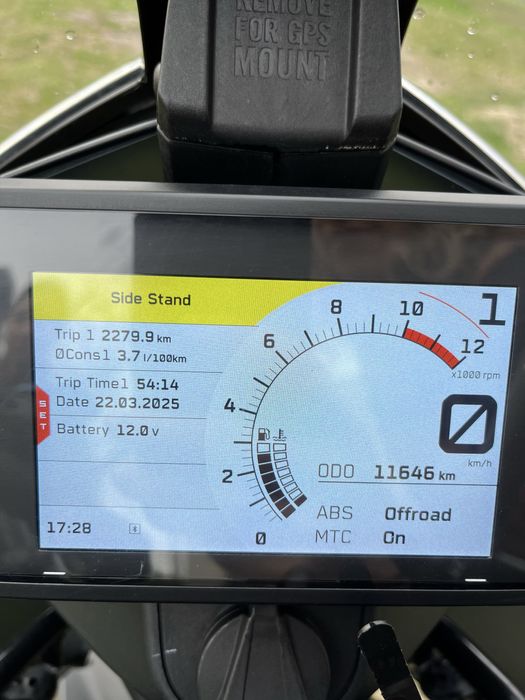 REMOVE
FOR GPS
MOUNT
Side Stand
Trip 1 2279.9 km
ØCons1 3.7 l/100km
Trip Time1 54:14
Date 22.03.2025
Battery 12.0 v
SET
17:28
0
2
4
6
8
10
12
1
x1000 rpm
0
km/h
ODO 11646 km
ABS Offroad
MTC On